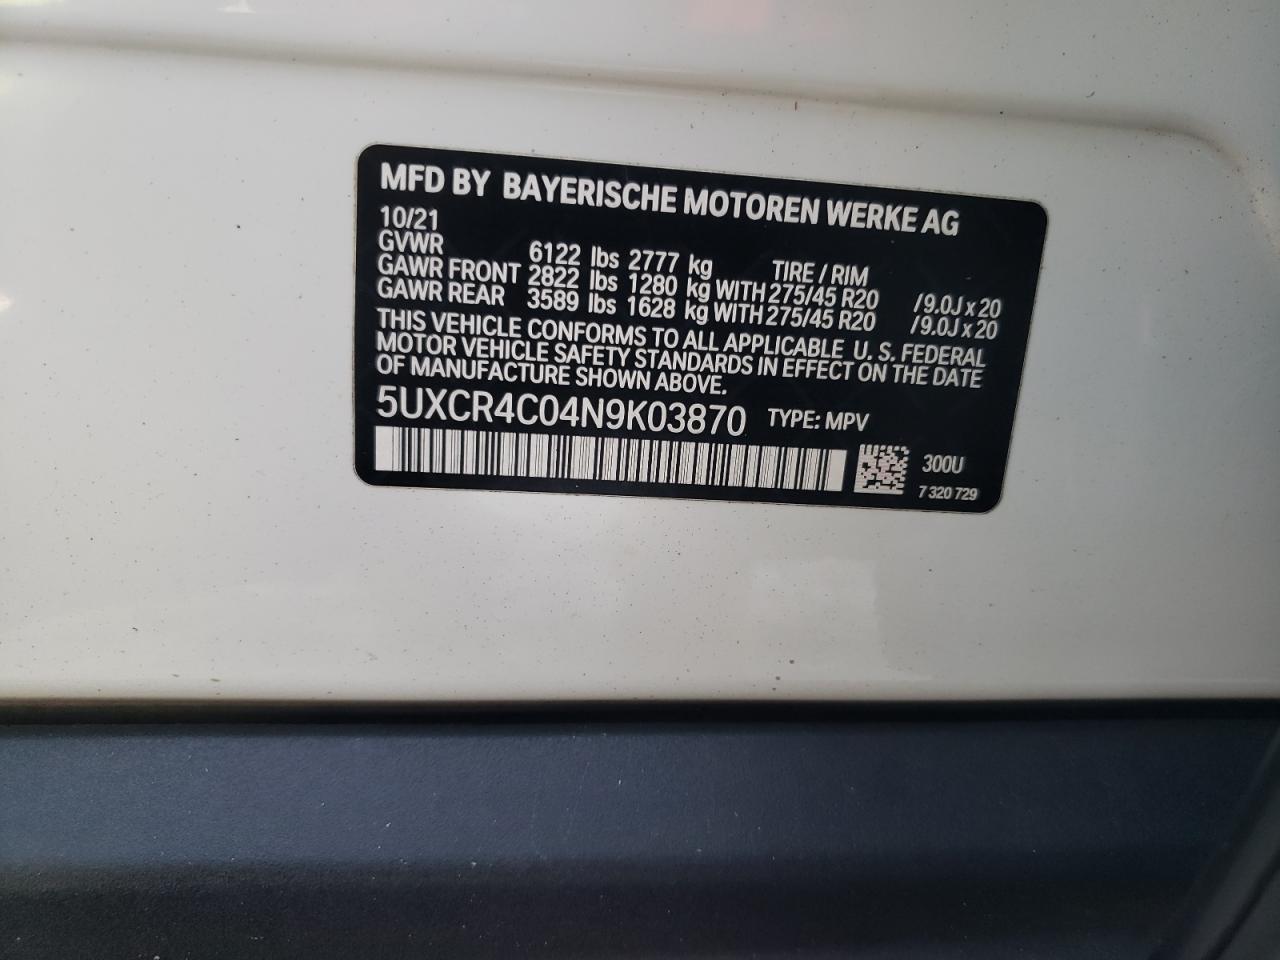 MFD BY BAYERISCHE MOTOREN WERKE AG
10/21
GVWR 6122 lbs 2777 kg TIRE / RIM
GAWR FRONT 2822 lbs 1280 kg WITH 275/45 R20 /9.0J x 20
GAWR REAR 3589 lbs 1628 kg WITH 275/45 R20 /9.0J x 20
THIS VEHICLE CONFORMS TO ALL APPLICABLE U. S. FEDERAL
MOTOR VEHICLE SAFETY STANDARDS IN EFFECT ON THE DATE
OF MANUFACTURE SHOWN ABOVE.
5UXCR4C04N9K03870 TYPE: MPV
300U
7 320 729